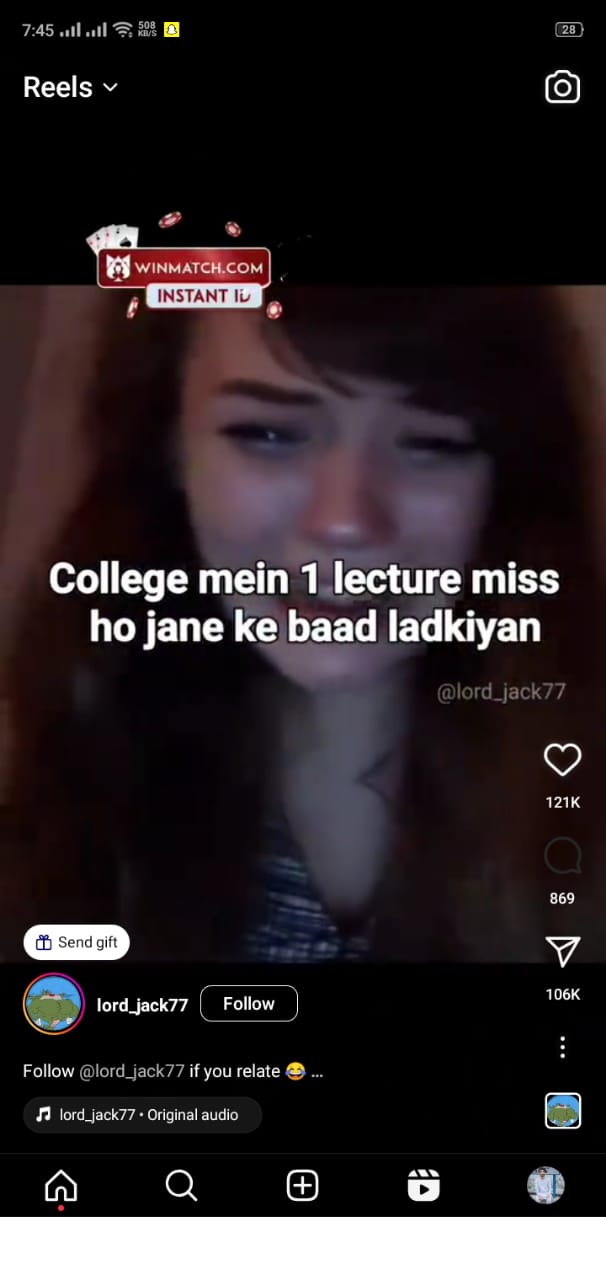 7:45
508
KB/S
28
Reels
WINMATCH.COM
INSTANT ID
College mein 1 lecture miss
ho jane ke baad ladkiyan
@lord_jack77
121K
869
Send gift
106K
lord_jack77
Follow
Follow @lord_jack77 if you relate 😂 ...
lord_jack77 • Original audio